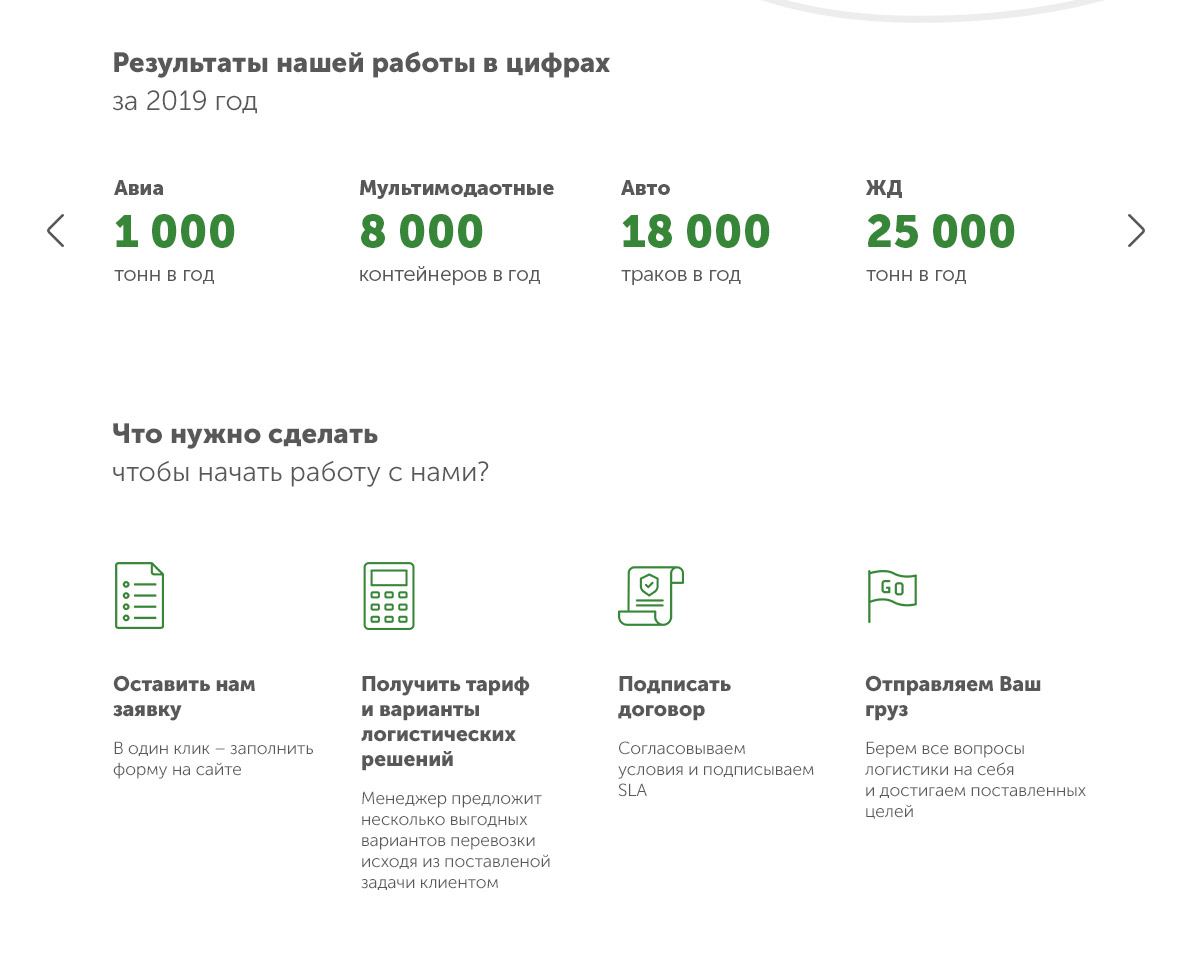 Результаты нашей работы в цифрах
за 2019 год
Авиа
1 000
тонн в год
Мультимодаотные
8 000
контейнеров в год
Авто
18 000
траков в год
ЖД
25 000
тонн в год
Что нужно сделать
чтобы начать работу с нами?
Оставить нам
заявку
В один клик – заполнить
форму на сайте
Получить тариф
и варианты
логистических
решений
Менеджер предложит
несколько выгодных
вариантов перевозки
исходя из поставленой
задачи клиентом
Подписать
договор
Согласовываем
условия и подписываем
SLA
GO
Отправляем Ваш
груз
Берем все вопросы
логистики на себя
и достигаем поставленных
целей